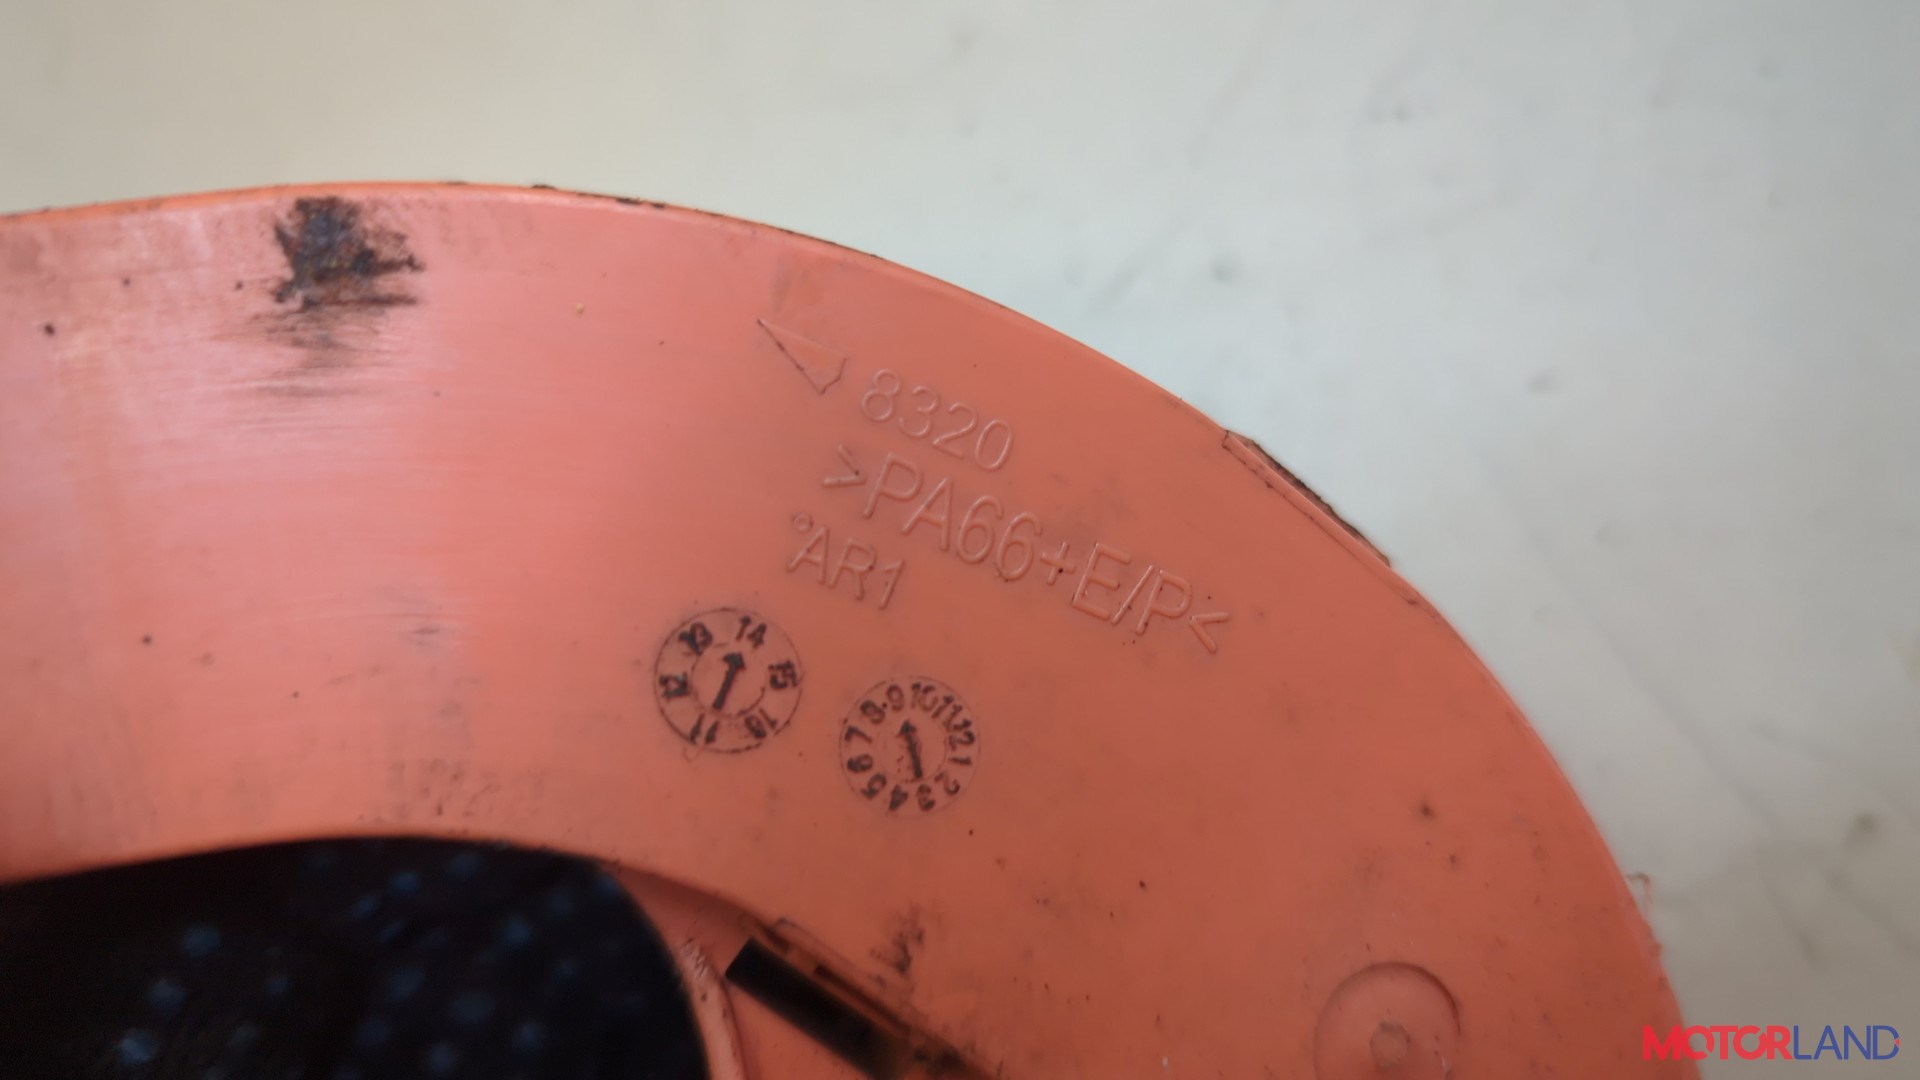 8320
>PA66+E/P<
°AR1
11 12 13 14 15 16
1 2 3 4 5 6 7 8 9 10 11 12
MOTORLAND